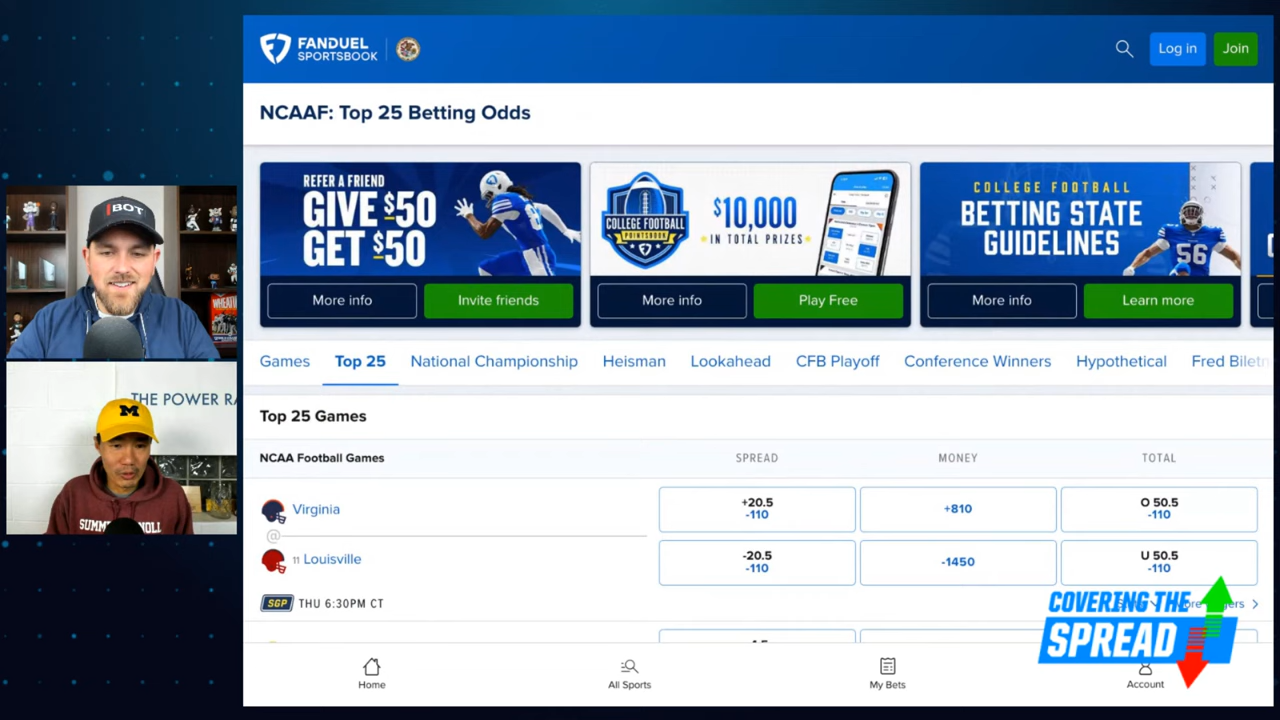 FANDUEL
SPORTSBOOK
Log in
Join
NCAAF: Top 25 Betting Odds
REFER A FRIEND
GIVE $50
GET $50
More info
Invite friends
COLLEGE FOOTBALL
POINTSBOOK
$10,000
IN TOTAL PRIZES
More info
Play Free
COLLEGE FOOTBALL
BETTING STATE
GUIDELINES
56
More info
Learn more
Games
Top 25
National Championship
Heisman
Lookahead
CFB Playoff
Conference Winners
Hypothetical
Fred Biletn
Top 25 Games
NCAA Football Games
SPREAD
MONEY
TOTAL
Virginia
+20.5
-110
+810
O 50.5
-110
@
11 Louisville
-20.5
-110
-1450
U 50.5
-110
SGP THU 6:30PM CT
COVERING THE
SPREAD
Home
All Sports
My Bets
Account
BOT
THE POWER RA
M